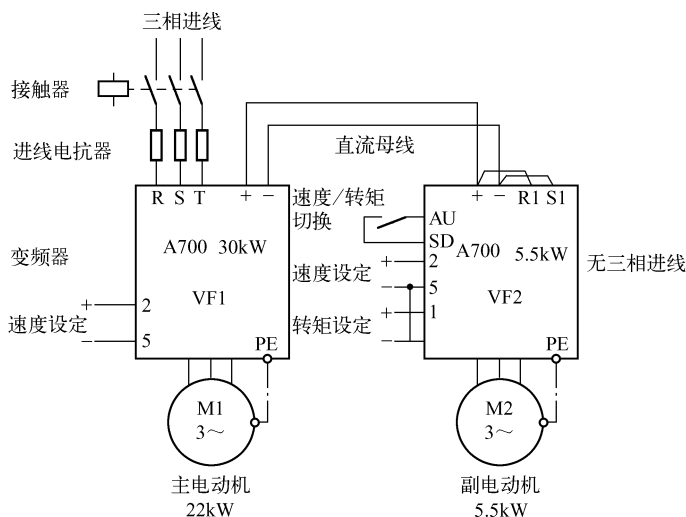 三相进线
接触器
进线电抗器
直流母线
R S T + −
速度/转矩
切换
+ − R1 S1
AU
SD
A700 30kW
A700 5.5kW
变频器
VF1
+ 2
速度设定
− 5
PE
无三相进线
+ 2
速度设定
− 5
VF2
+ 1
转矩设定
−
PE
M1
3～
M2
3～
主电动机
22kW
副电动机
5.5kW